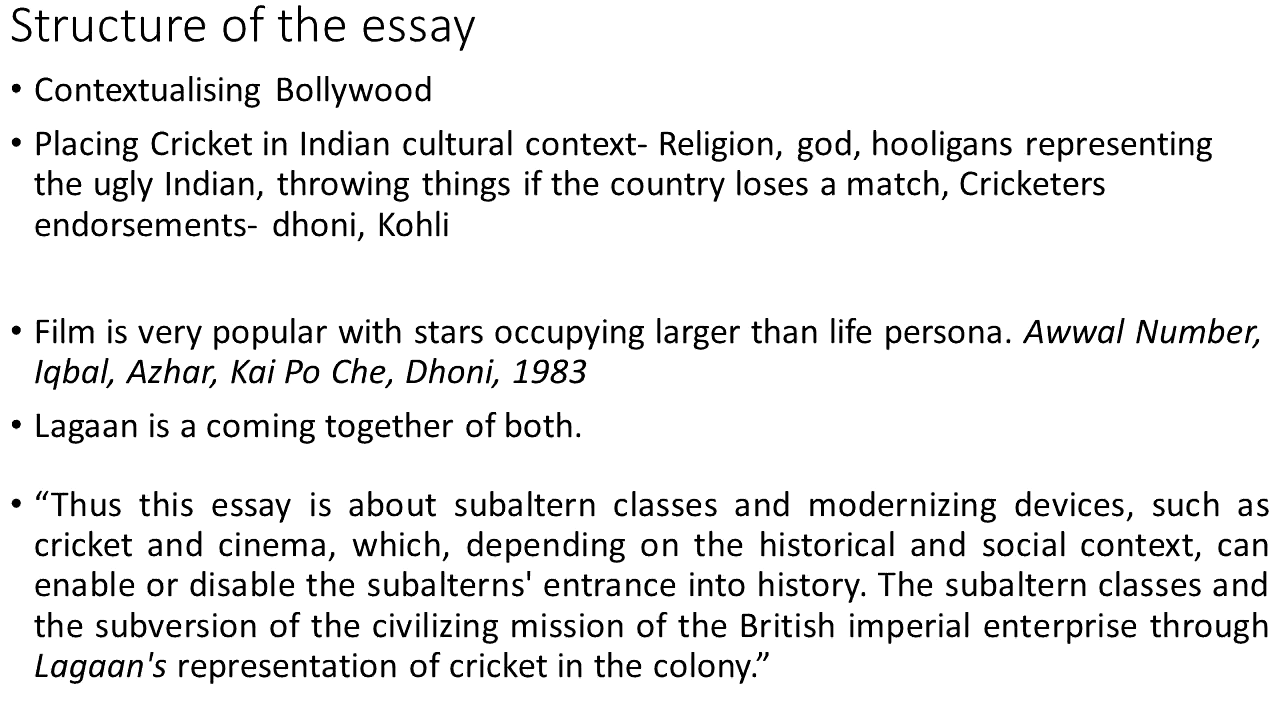 Structure of the essay
• Contextualising Bollywood
• Placing Cricket in Indian cultural context- Religion, god, hooligans representing
the ugly Indian, throwing things if the country loses a match, Cricketers
endorsements- dhoni, Kohli
• Film is very popular with stars occupying larger than life persona. Awwal Number,
Iqbal, Azhar, Kai Po Che, Dhoni, 1983
• Lagaan is a coming together of both.
• “Thus this essay is about subaltern classes and modernizing devices, such as
cricket and cinema, which, depending on the historical and social context, can
enable or disable the subalterns' entrance into history. The subaltern classes and
the subversion of the civilizing mission of the British imperial enterprise through
Lagaan's representation of cricket in the colony.”